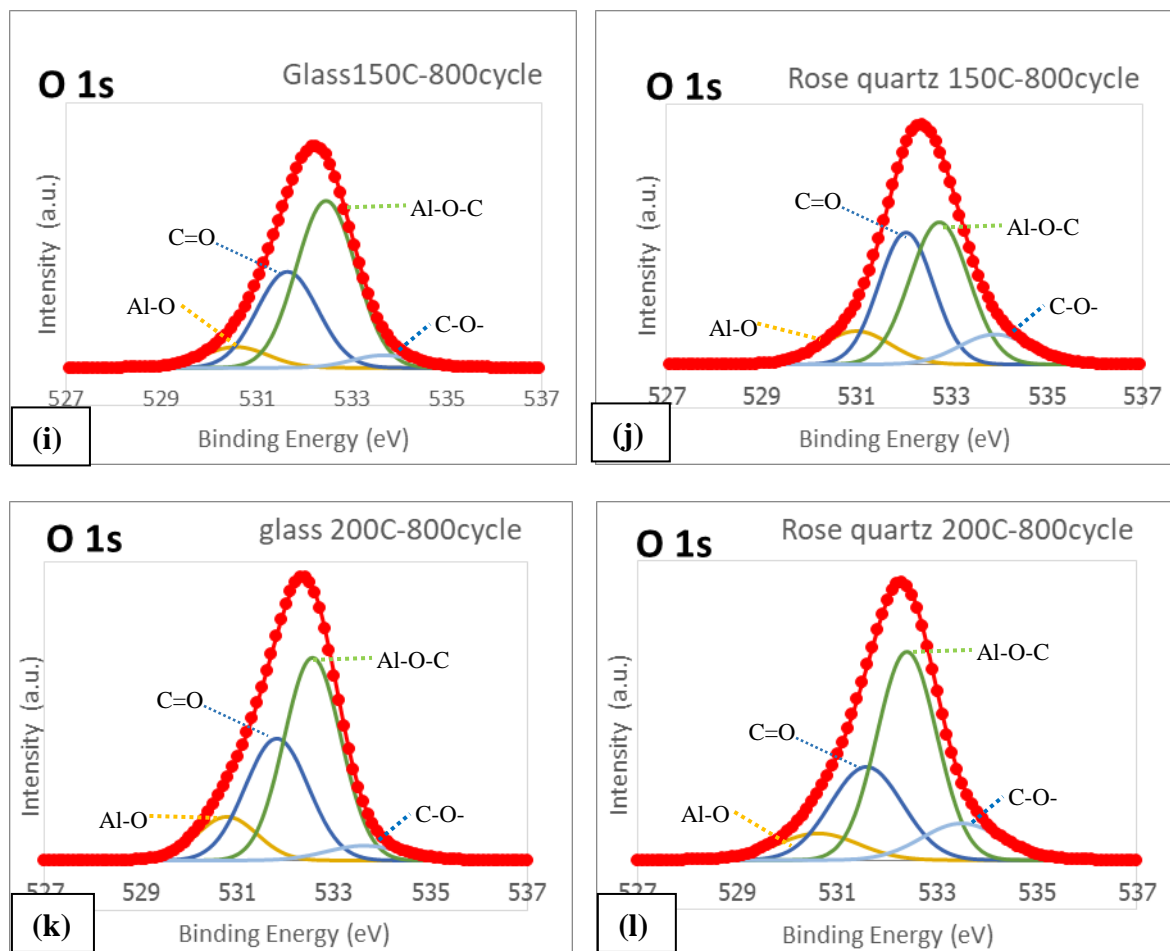 O 1s
Glass150C-800cycle
Intensity (a.u.)
Al-O-C
C=O
Al-O
C-O-
527 529 531 533 535 537
Binding Energy (eV)
(i)
O 1s
Rose quartz 150C-800cycle
Intensity (a.u.)
C=O
Al-O-C
Al-O
C-O-
527 529 531 533 535 537
Binding Energy (eV)
(j)
O 1s
glass 200C-800cycle
Intensity (a.u.)
Al-O-C
C=O
Al-O
C-O-
527 529 531 533 535 537
Binding Energy (eV)
(k)
O 1s
Rose quartz 200C-800cycle
Intensity (a.u.)
Al-O-C
C=O
Al-O
C-O-
527 529 531 533 535 537
Binding Energy (eV)
(l)